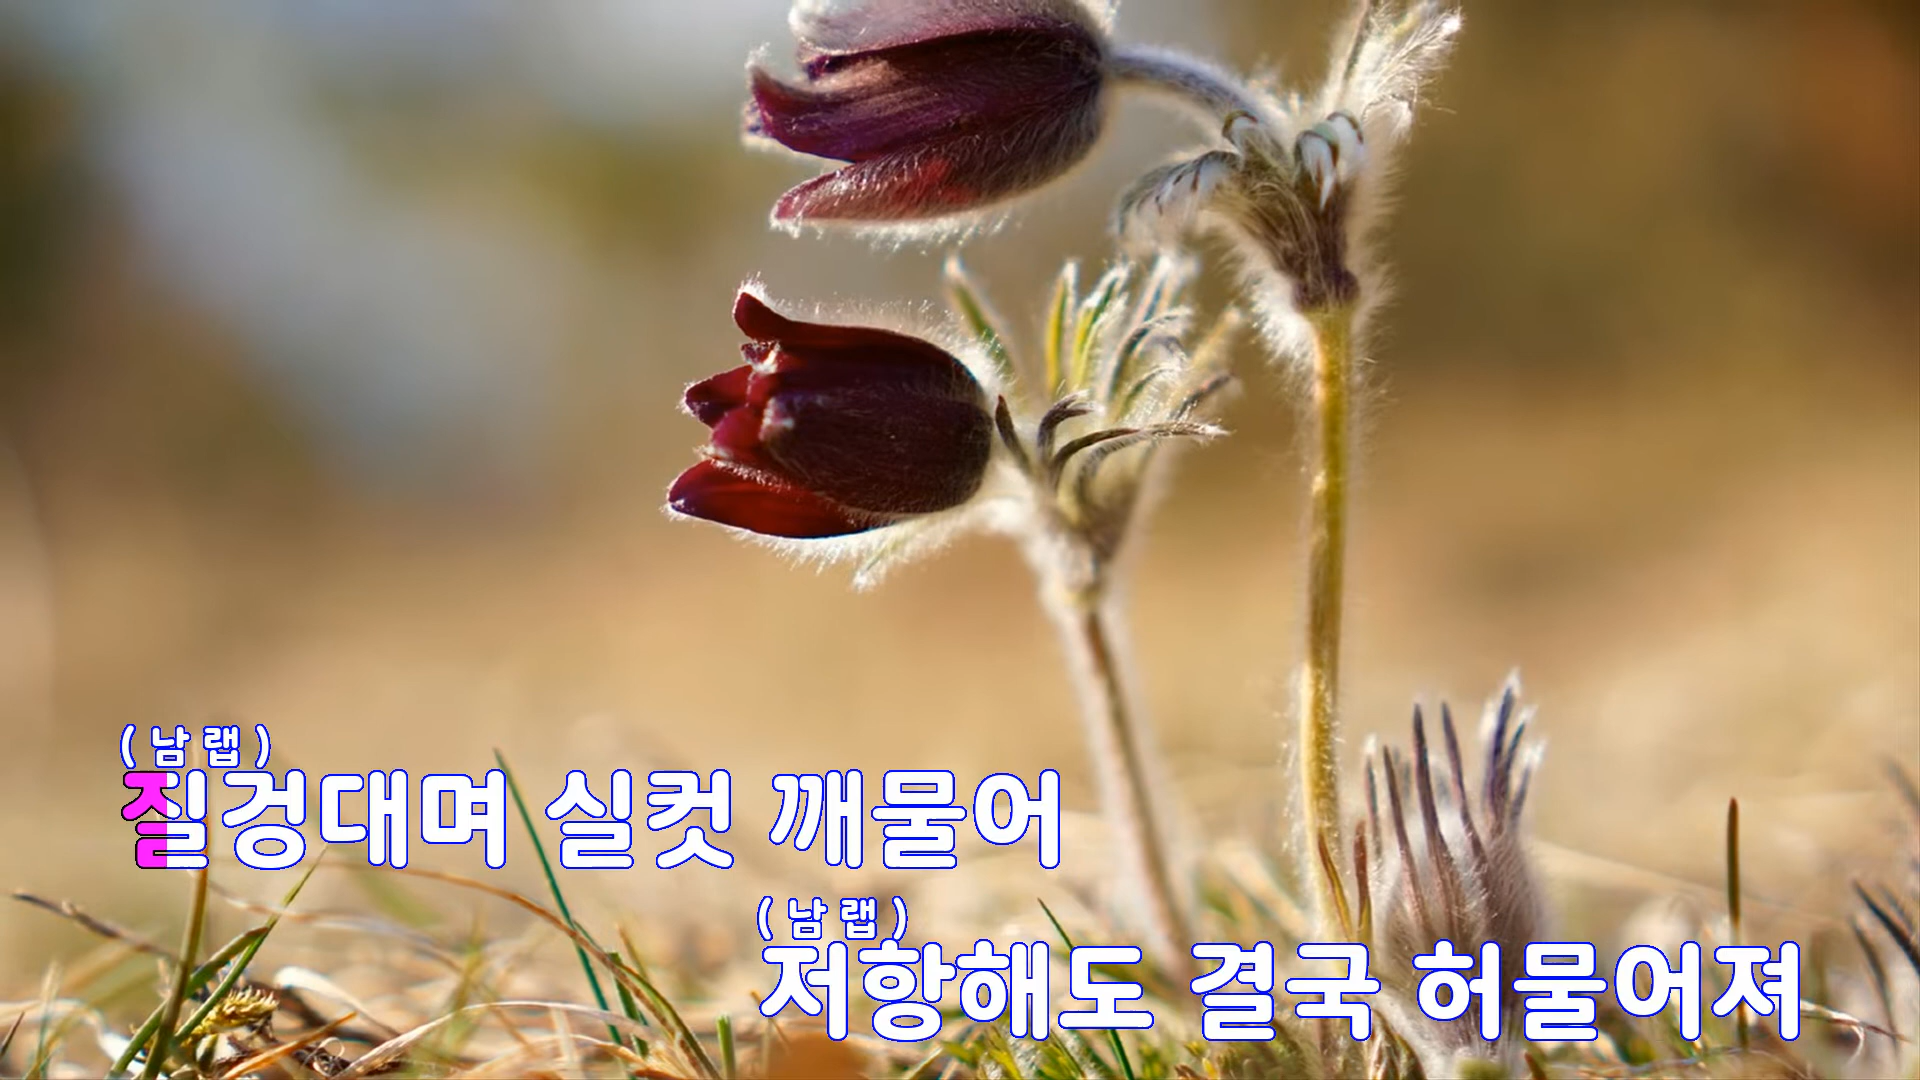 ( 남 랩 )
질겅대며 실컷 깨물어
( 남 랩 )
저항해도 결국 허물어져